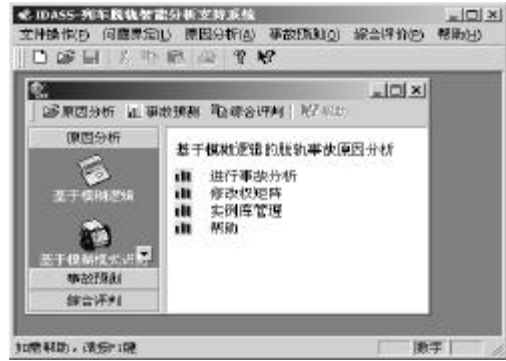 IDASS-列车脱轨智能分析支持系统
文件操作(F) 问题界定(L) 原因分析(A) 事故预测(O) 综合评价(E) 帮助(H)
原因分析 事故预测 综合评判 帮助
原因分析
基于模糊逻辑的脱轨事故原因分析
进行事故分析
修改权矩阵
基于模糊逻辑
实例库管理
帮助
基于模糊模式识别
事故预测
综合评判
如需帮助，请按F1键 数字